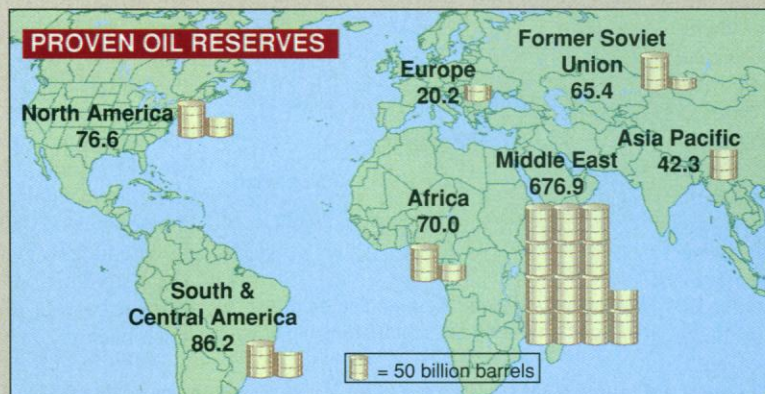 PROVEN OIL RESERVES
North America
76.6
Europe
20.2
Former Soviet
Union
65.4
Asia Pacific
42.3
Middle East
676.9
Africa
70.0
South &
Central America
86.2
= 50 billion barrels